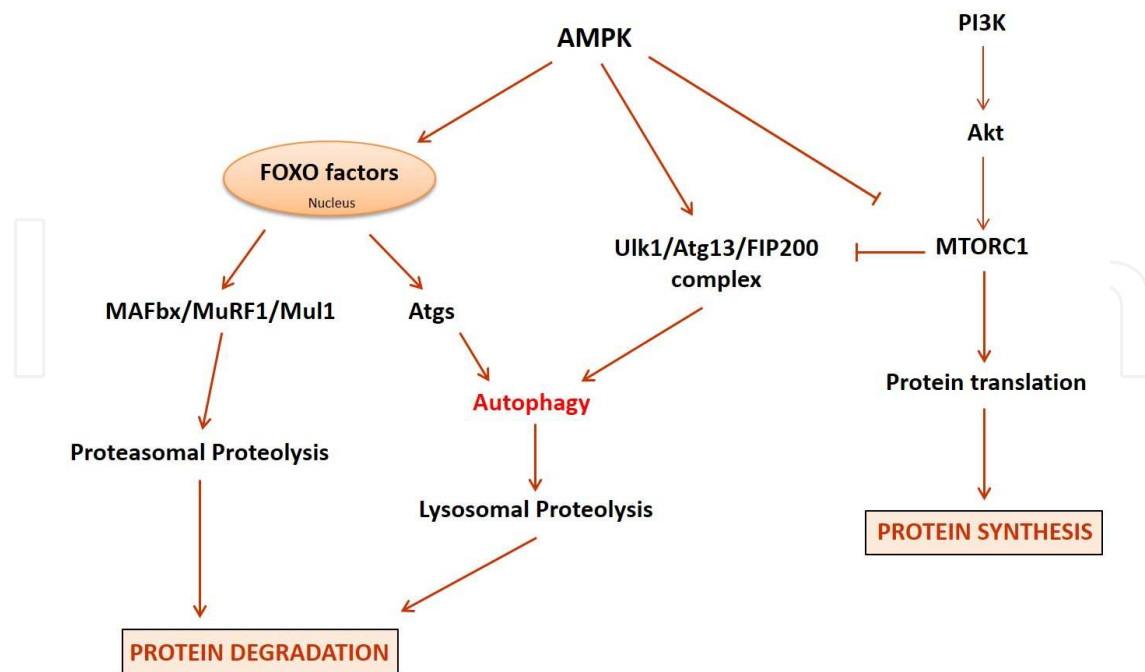 PI3K
AMPK
Akt
FOXO factors
Nucleus
Ulk1/Atg13/FIP200
complex
MTORC1
MAFbx/MuRF1/Mul1
Atgs
Protein translation
Autophagy
Proteasomal Proteolysis
Lysosomal Proteolysis
PROTEIN SYNTHESIS
PROTEIN DEGRADATION